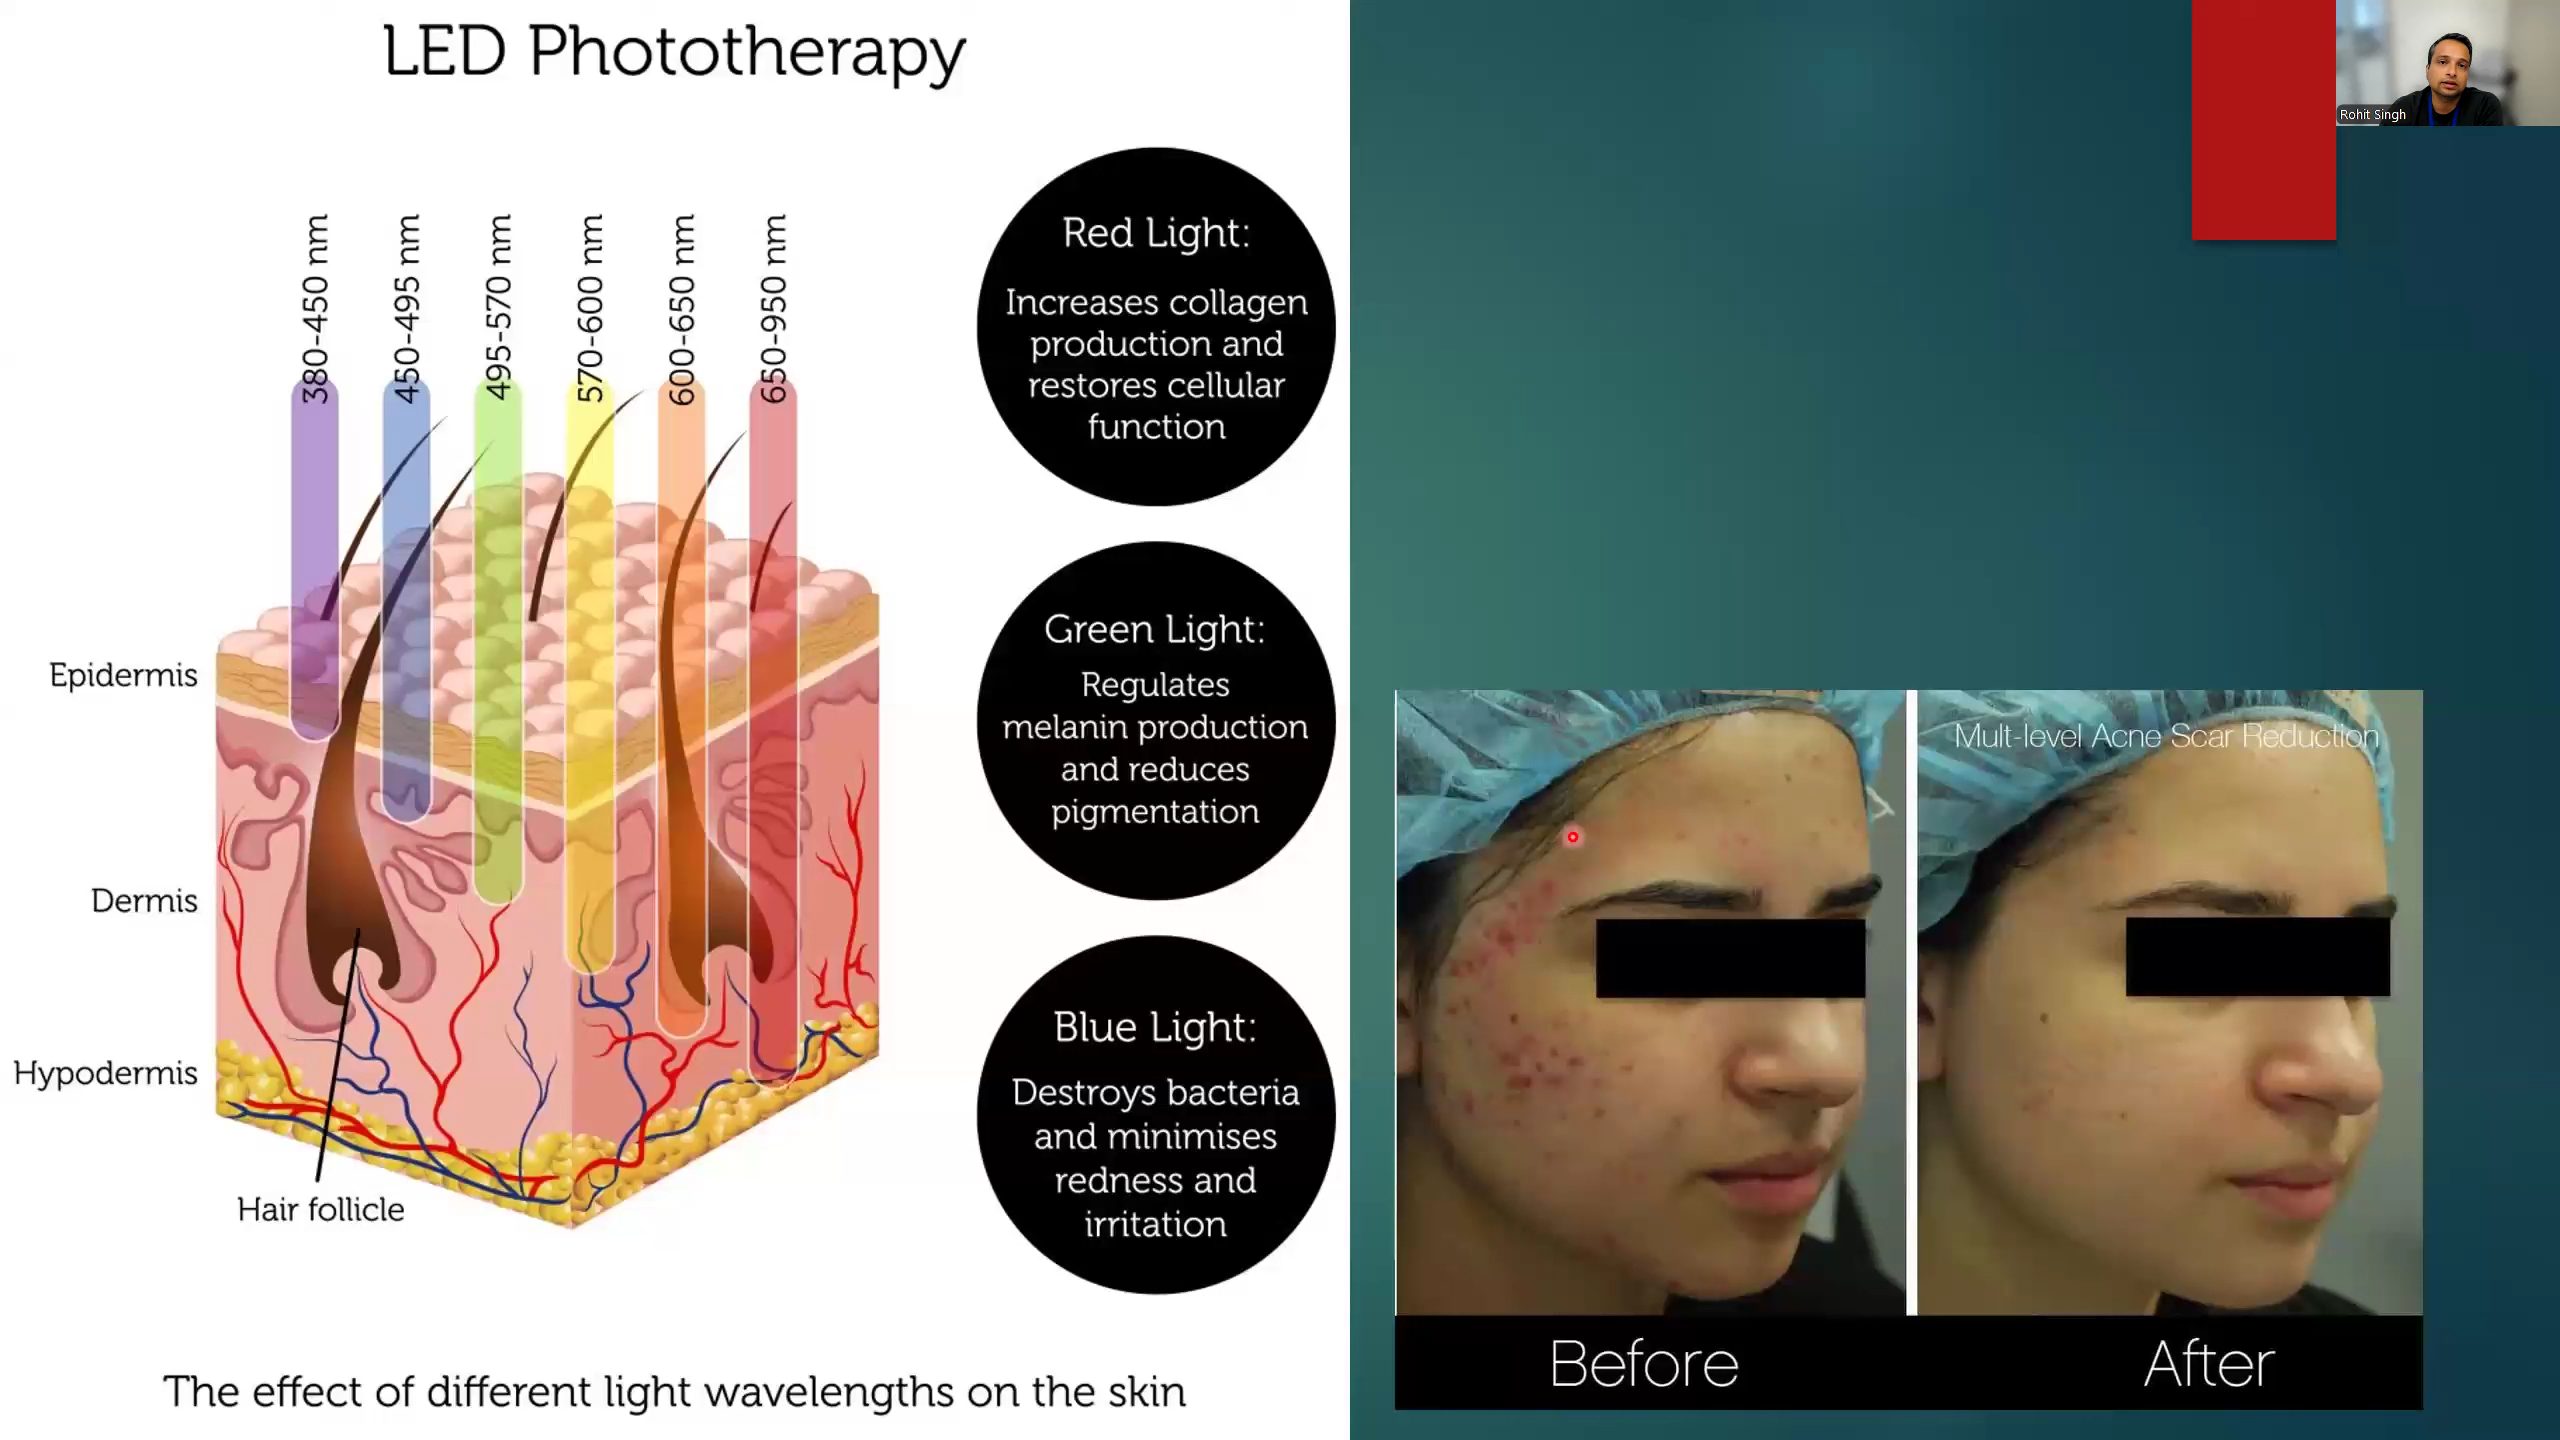 LED Phototherapy
380-450 nm
450-495 nm
495-570 nm
570-600 nm
600-650 nm
650-950 nm
Epidermis
Dermis
Hypodermis
Hair follicle
Red Light:
Increases collagen
production and
restores cellular
function
Green Light:
Regulates
melanin production
and reduces
pigmentation
Blue Light:
Destroys bacteria
and minimises
redness and
irritation
The effect of different light wavelengths on the skin
Rohit Singh
Mult-level Acne Scar Reduction
Before
After